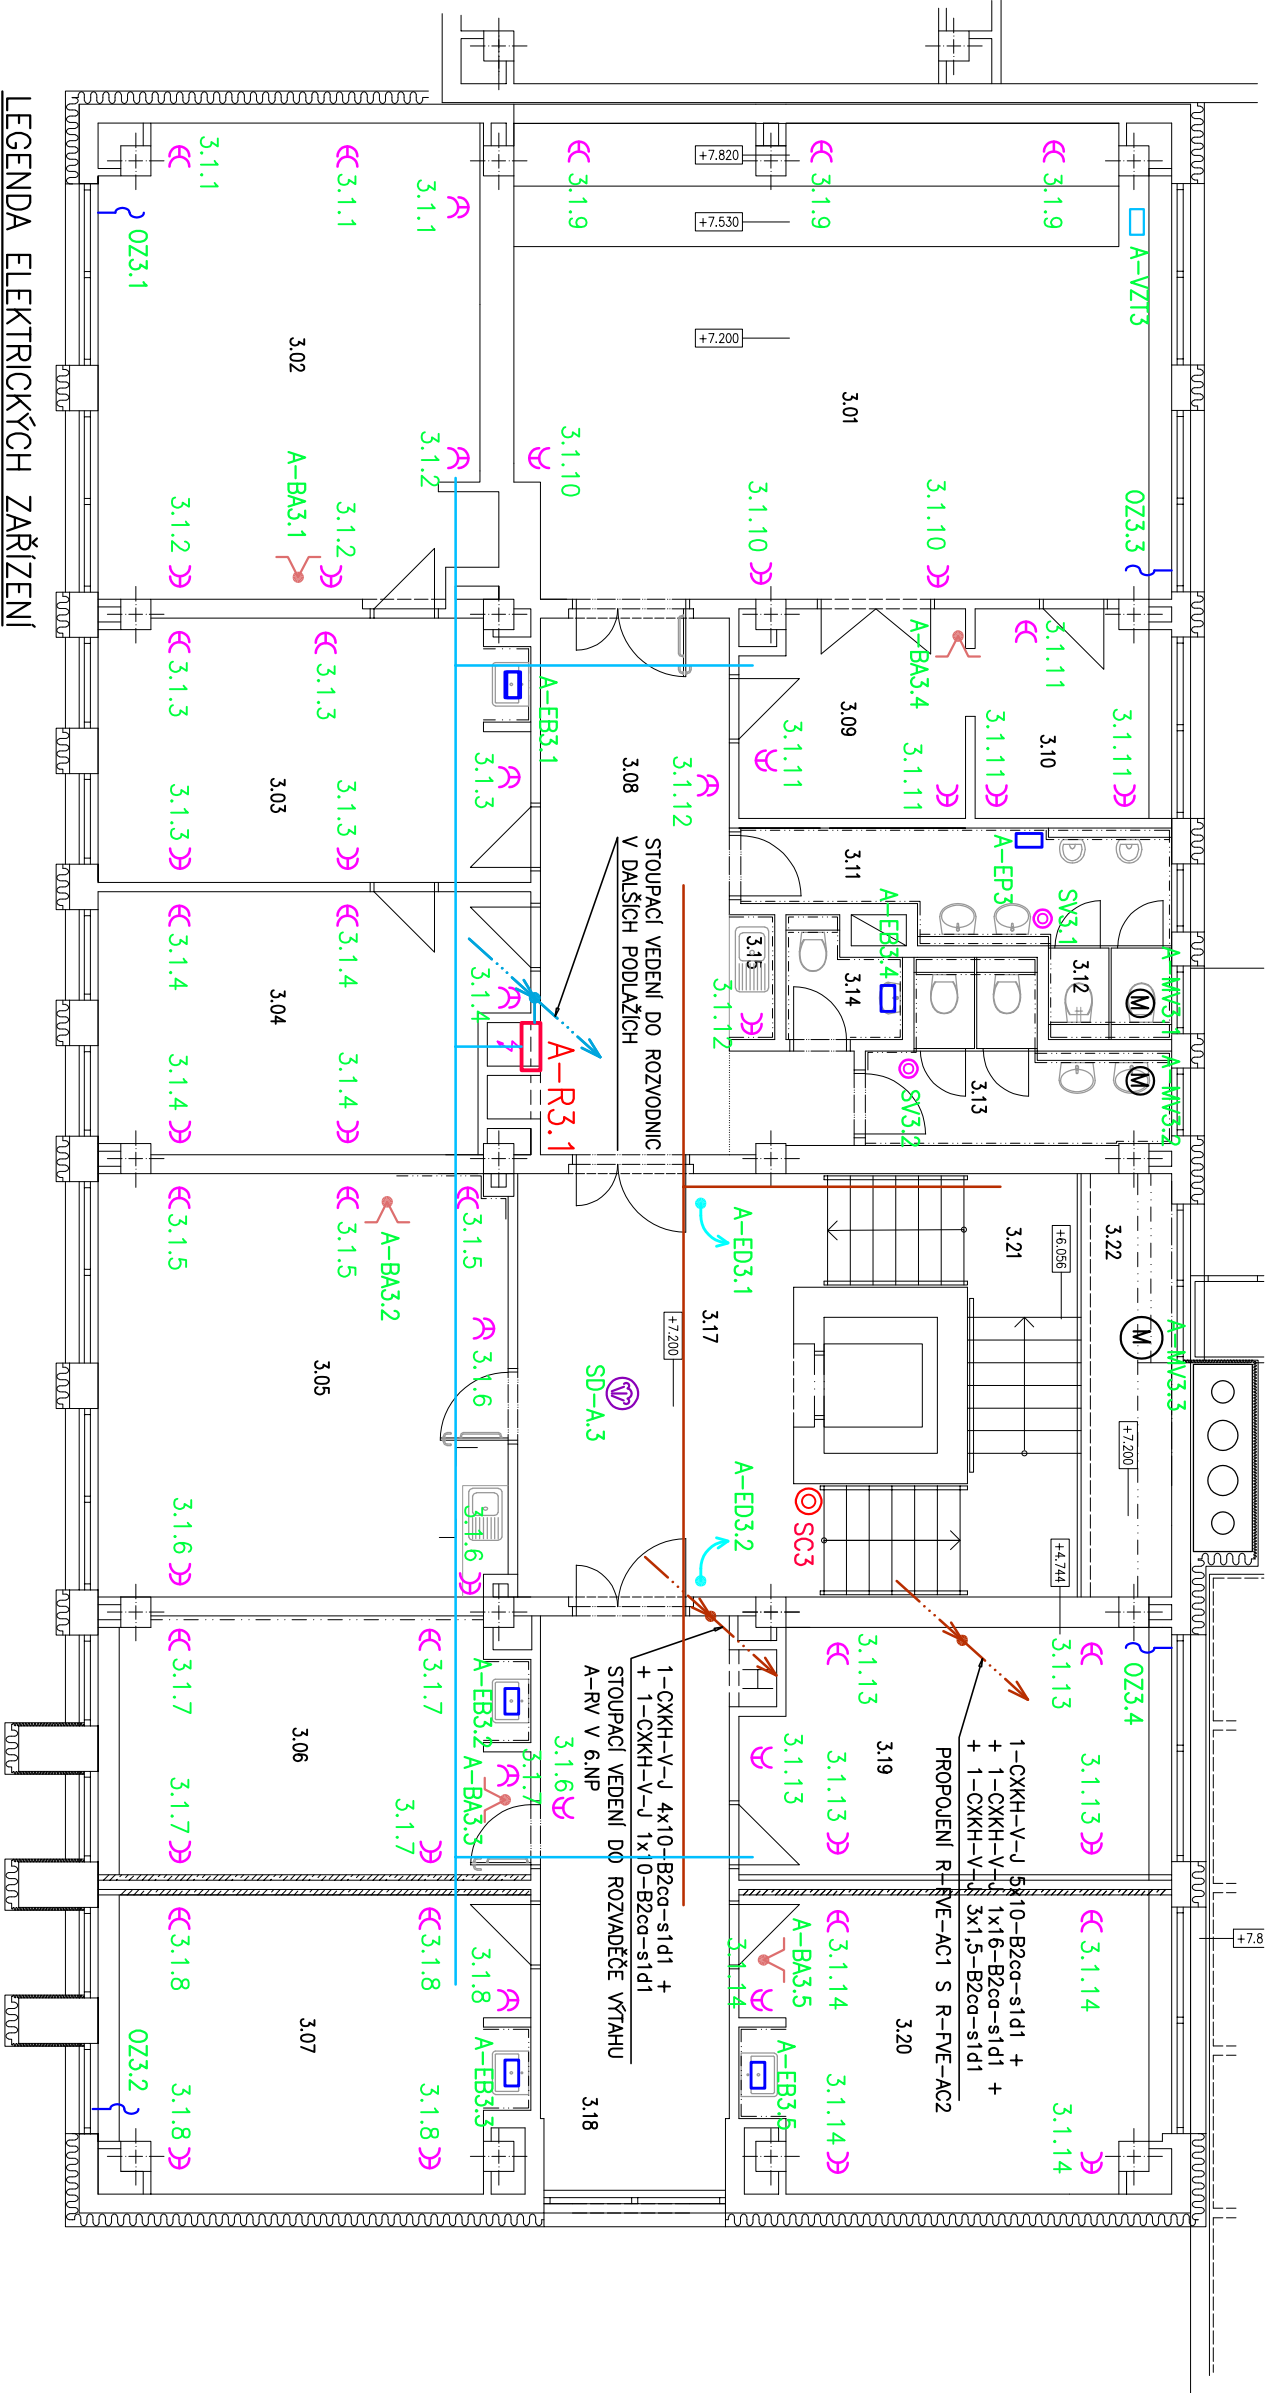 +7.820
+7.530
+7.200
3.1.9
3.1.9
3.1.9
A-VZT3
3.1.1
3.1.1
3.1.1
OZ3.1
3.02
3.01
3.1.2
3.1.10
A-BA3.1
3.1.2
3.1.2
3.1.10
3.1.10
OZ3.3
3.1.3
3.1.3
A-EB3.1
3.1.3
3.03
3.1.3
3.1.3
3.08
3.1.12
A-BA3.4
3.09
3.1.11
3.1.11
3.1.11
3.1.11
3.10
3.1.11
STOUPACÍ VEDENÍ DO ROZVODNIC
V DALŠÍCH PODLAŽÍCH
3.11
A-EP3
SV3.1
A-EB3.4
3.15
3.14
3.12
A-MV3.1
3.1.12
3.1.4
3.1.4
3.1.4
3.04
3.1.4
3.1.4
A-R3.1
SV3.2
3.13
A-MV3.2
3.1.5
3.1.5
3.1.5
A-BA3.2
3.1.6
3.05
3.1.6
3.1.6
A-ED3.1
3.17
+7.200
SD-A.3
A-ED3.2
SC3
3.21
+6.056
3.22
M
M
M
A-MV3.3
+7.200
+4.744
3.1.7
3.1.7
A-EB3.2
3.1.7
A-BA3.3
3.06
3.1.7
3.1.7
3.1.6
1-CXKH-V-J 4x10-B2ca-s1d1 +
+ 1-CXKH-V-J 1x10-B2ca-s1d1
STOUPACÍ VEDENÍ DO ROZVADĚČE VÝTAHU
A-RV V 6.NP
3.1.13
3.1.13
OZ3.4
3.1.13
3.1.13
3.1.13
3.19
1-CXKH-V-J 5x10-B2ca-s1d1 +
+ 1-CXKH-V-J 1x16-B2ca-s1d1 +
+ 1-CXKH-V-J 3x1,5-B2ca-s1d1
PROPOJENÍ R-FVE-AC1 S R-FVE-AC2
+7.8
3.1.8
3.1.8
3.1.8
3.07
A-EB3.3
OZ3.2
3.1.8
3.1.8
3.18
A-BA3.5
3.1.14
3.1.14
3.1.14
3.20
A-EB3.5
3.1.14
3.1.14
LEGENDA ELEKTRICKÝCH ZAŘÍZENÍ